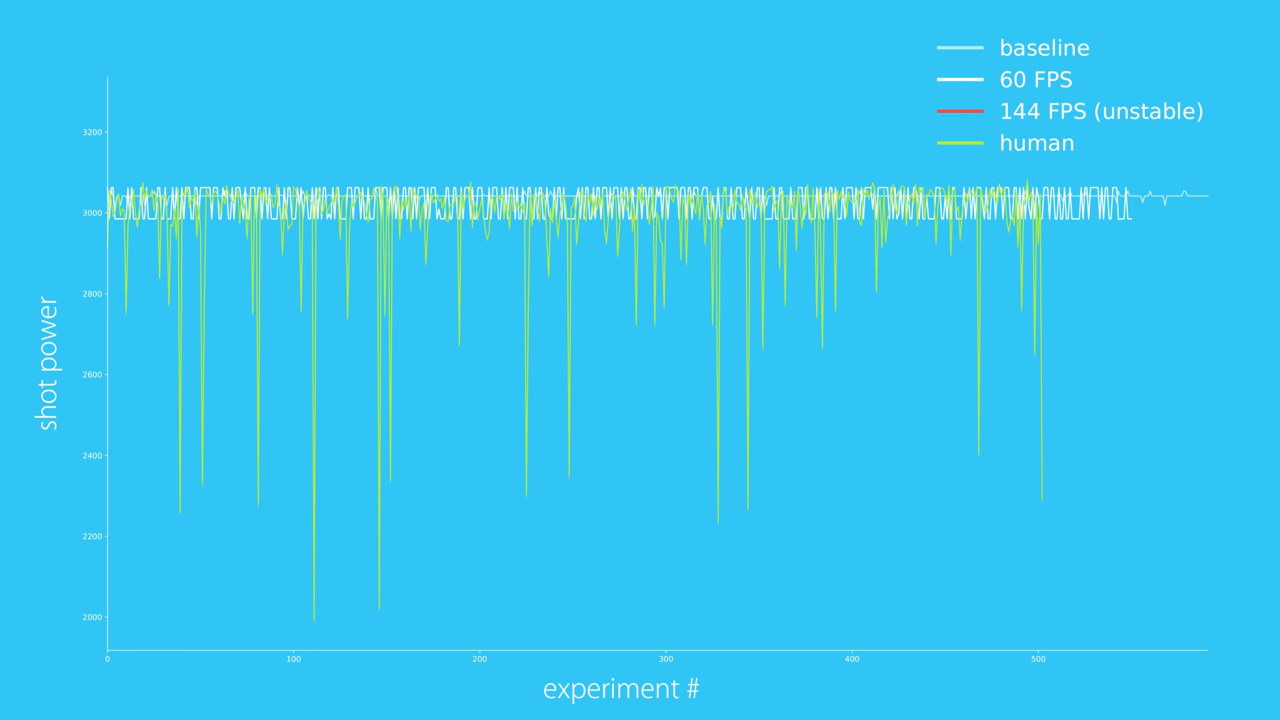 baseline
60 FPS
144 FPS (unstable)
human
3200
3000
2800
2600
2400
2200
2000
shot power
0 100 200 300 400 500
experiment #